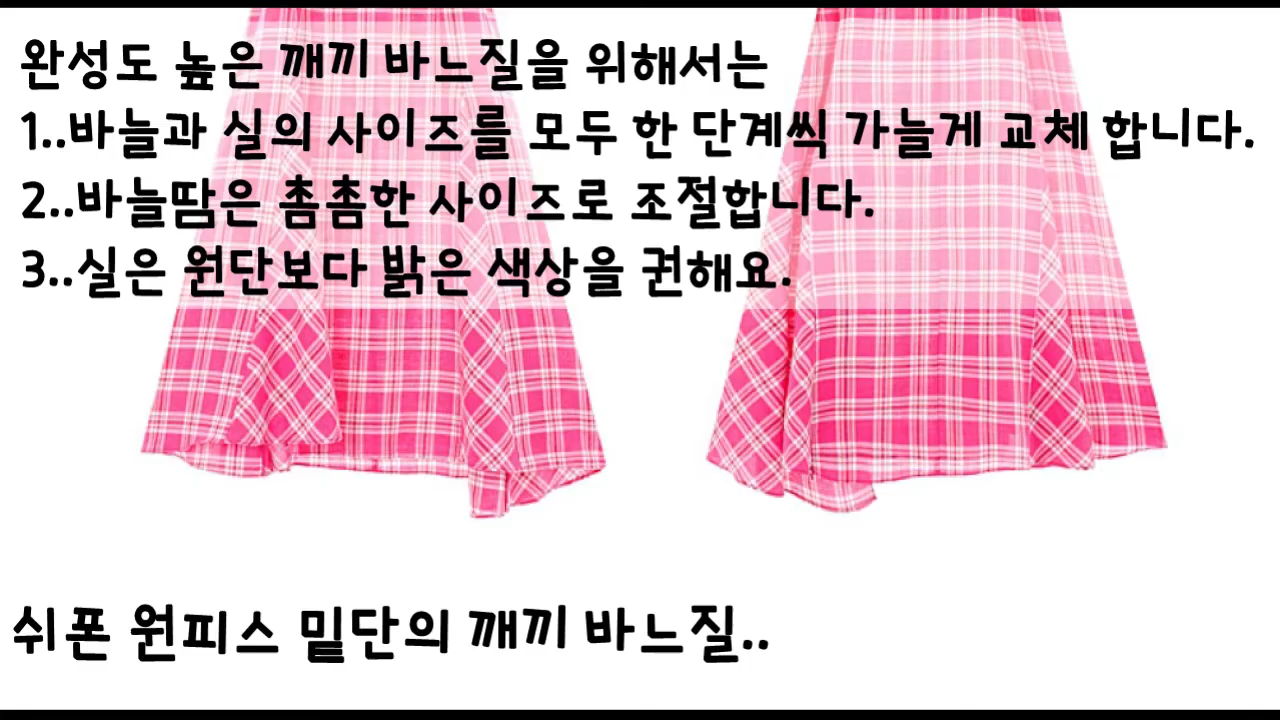 완성도 높은 깨끼 바느질을 위해서는
1..바늘과 실의 사이즈를 모두 한 단계씩 가늘게 교체 합니다.
2..바늘땀은 촘촘한 사이즈로 조절합니다.
3..실은 원단보다 밝은 색상을 권해요.
쉬폰 원피스 밑단의 깨끼 바느질..